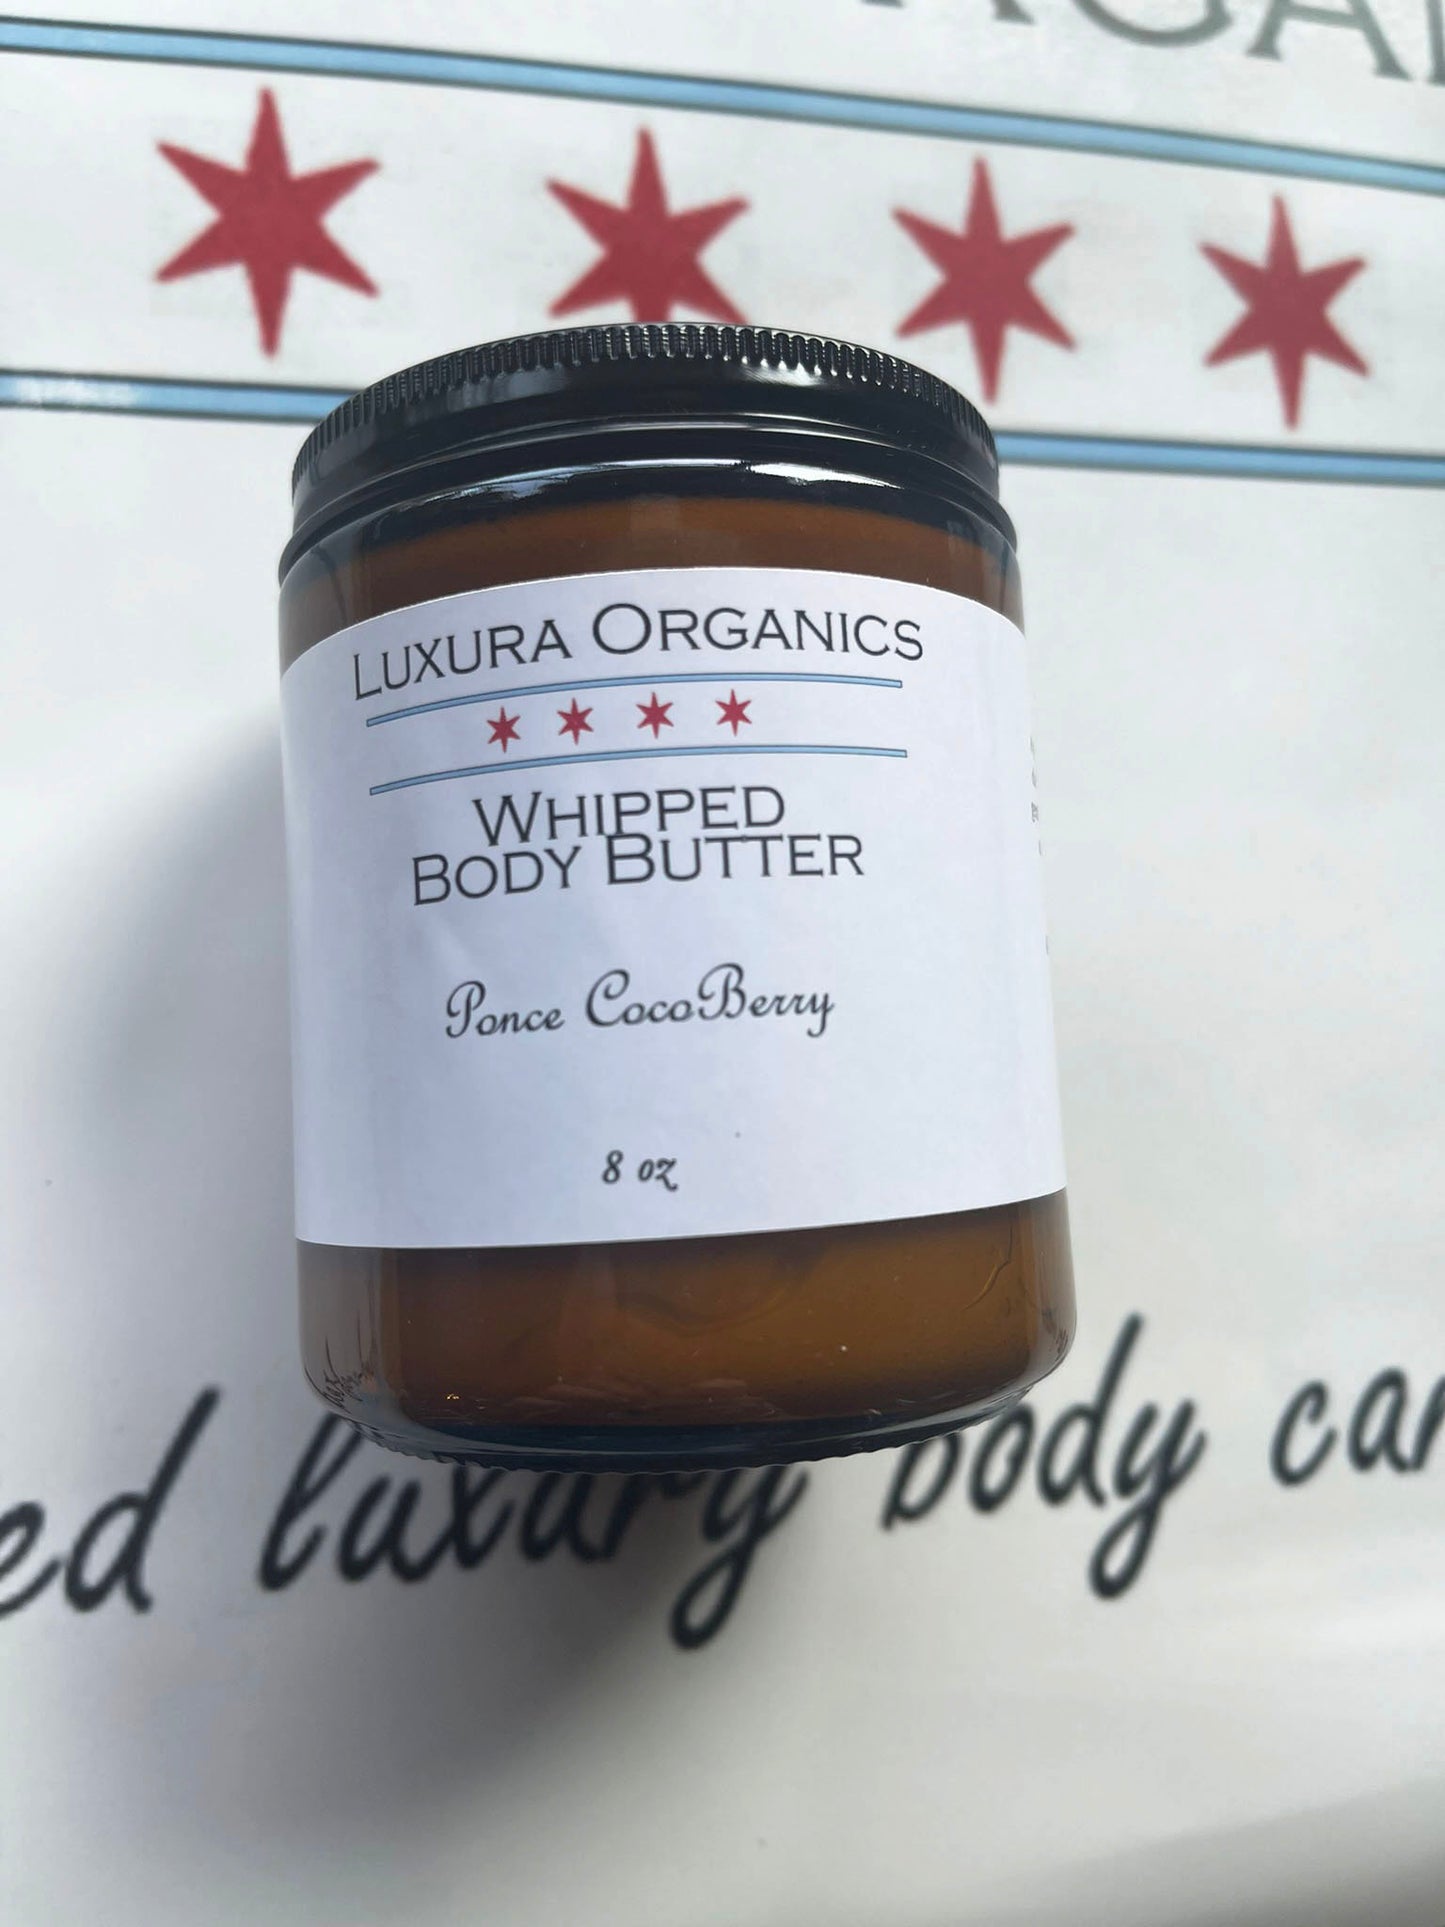 LUXURA ORGANICS
WHIPPED
BODY BUTTER
Ponce CocoBerry
8 oz
luxury body